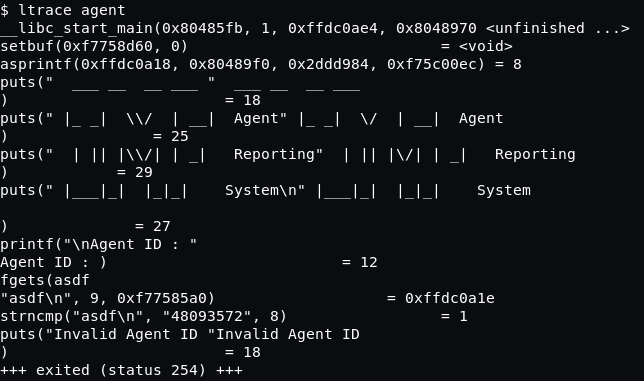 $ ltrace agent
__libc_start_main(0x80485fb, 1, 0xffdc0ae4, 0x8048970 <unfinished ...>
setbuf(0xf7758d60, 0)                            = <void>
asprintf(0xffdc0a18, 0x80489f0, 0x2ddd984, 0xf75c00ec) = 8
puts("  ___ __  __ ___ "  ___ __  __ ___
)                         = 18
puts(" |_ _|  \\/  | __|  Agent" |_ _|  \/  | __|  Agent
)                 = 25
puts("  | || |\\/| | _|   Reporting"  | || |\/| | _|   Reporting
)             = 29
puts(" |___|_|  |_|_|    System\n" |___|_|  |_|_|    System

)               = 27
printf("\nAgent ID : "
Agent ID : )                          = 12
fgets(asdf
"asdf\n", 9, 0xf77585a0)                   = 0xffdc0a1e
strncmp("asdf\n", "48093572", 8)                 = 1
puts("Invalid Agent ID "Invalid Agent ID
)                         = 18
+++ exited (status 254) +++